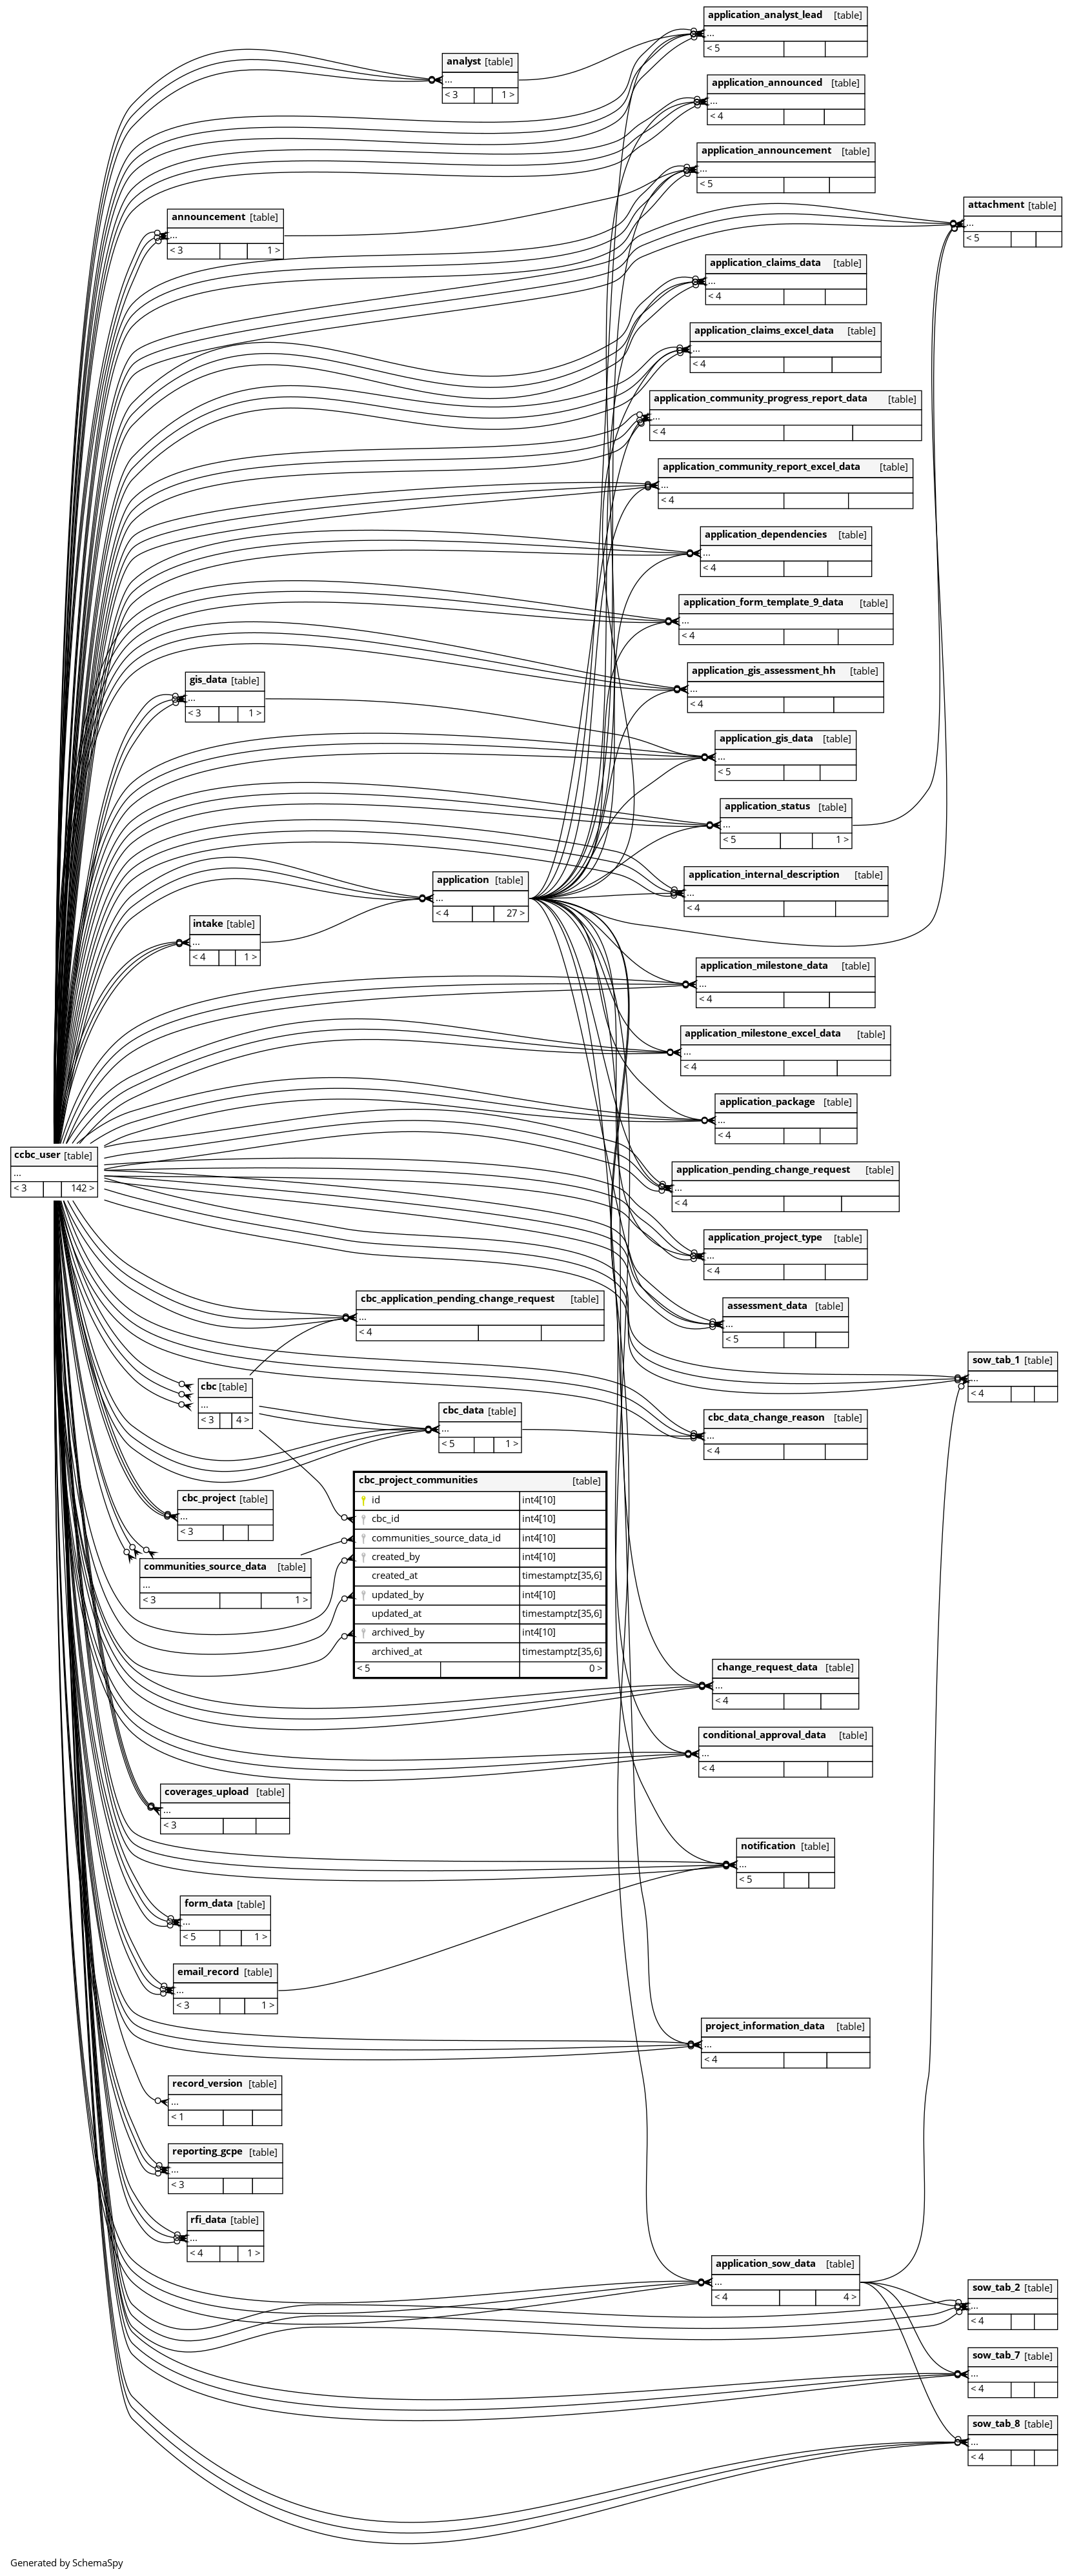 application_analyst_lead [table]
...
< 5
analyst [table]
...
< 3 1 >
application_announced [table]
...
< 4
application_announcement [table]
...
< 5
attachment [table]
...
< 5
announcement [table]
...
< 3 1 >
application_claims_data [table]
...
< 4
application_claims_excel_data [table]
...
< 4
application_community_progress_report_data [table]
...
< 4
application_community_report_excel_data [table]
...
< 4
application_dependencies [table]
...
< 4
application_form_template_9_data [table]
...
< 4
application_gis_assessment_hh [table]
...
< 4
gis_data [table]
...
< 3 1 >
application_gis_data [table]
...
< 5
application_status [table]
...
< 5 1 >
application_internal_description [table]
...
< 4
application [table]
...
< 4 27 >
intake [table]
...
< 4 1 >
application_milestone_data [table]
...
< 4
application_milestone_excel_data [table]
...
< 4
application_package [table]
...
< 4
ccbc_user [table]
...
< 3 142 >
application_pending_change_request [table]
...
< 4
application_project_type [table]
...
< 4
cbc_application_pending_change_request [table]
...
< 4
assessment_data [table]
...
< 5
sow_tab_1 [table]
...
< 4
cbc [table]
...
< 3 4 >
cbc_data [table]
...
< 5 1 >
cbc_data_change_reason [table]
...
< 4
cbc_project_communities [table]
id int4[10]
cbc_id int4[10]
communities_source_data_id int4[10]
created_by int4[10]
created_at timestamptz[35,6]
updated_by int4[10]
updated_at timestamptz[35,6]
archived_by int4[10]
archived_at timestamptz[35,6]
< 5 0 >
cbc_project [table]
...
< 3
communities_source_data [table]
...
< 3 1 >
change_request_data [table]
...
< 4
conditional_approval_data [table]
...
< 4
coverages_upload [table]
...
< 3
notification [table]
...
< 5
form_data [table]
...
< 5 1 >
email_record [table]
...
< 3 1 >
project_information_data [table]
...
< 4
record_version [table]
...
< 1
reporting_gcpe [table]
...
< 3
rfi_data [table]
...
< 4 1 >
application_sow_data [table]
...
< 4 4 >
sow_tab_2 [table]
...
< 4
sow_tab_7 [table]
...
< 4
sow_tab_8 [table]
...
< 4
Generated by SchemaSpy